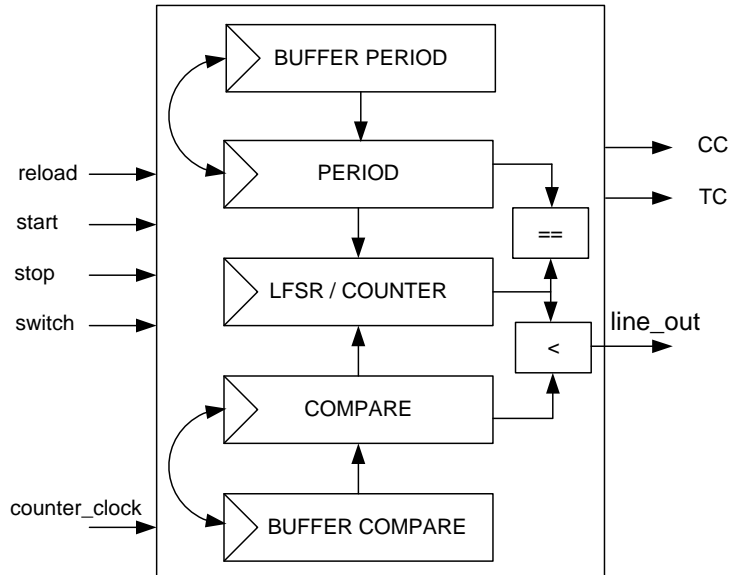 BUFFER PERIOD
PERIOD
CC
reload
TC
start
==
stop
LFSR / COUNTER
switch
line_out
<
COMPARE
counter_clock
BUFFER COMPARE